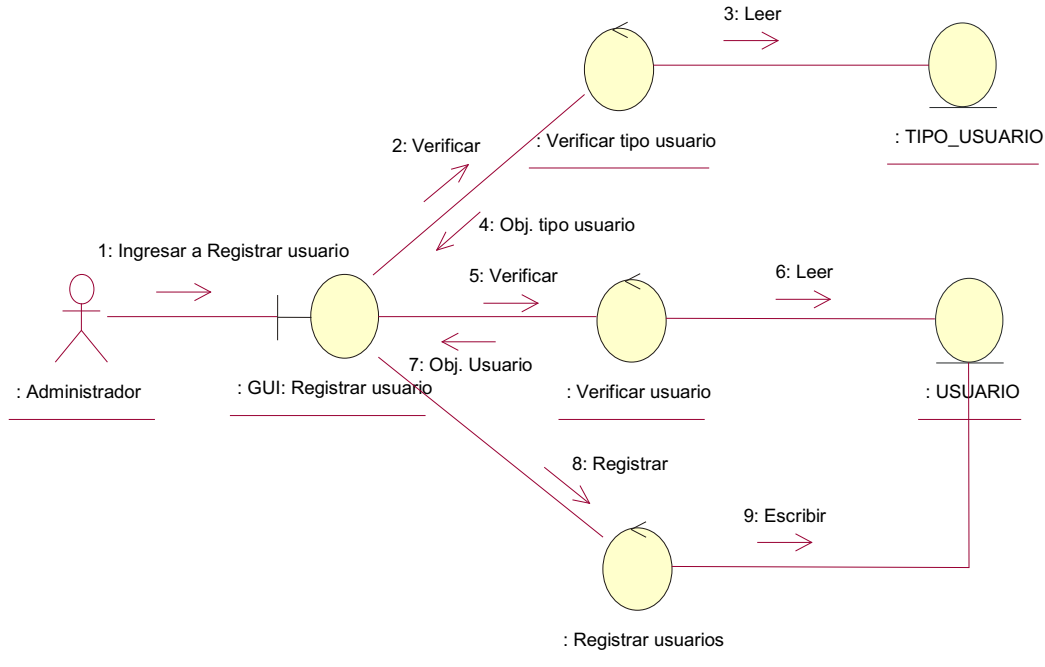 3: Leer
: Verificar tipo usuario
: TIPO_USUARIO
2: Verificar
4: Obj. tipo usuario
1: Ingresar a Registrar usuario
5: Verificar
6: Leer
7: Obj. Usuario
: Administrador
: GUI: Registrar usuario
: Verificar usuario
: USUARIO
8: Registrar
9: Escribir
: Registrar usuarios